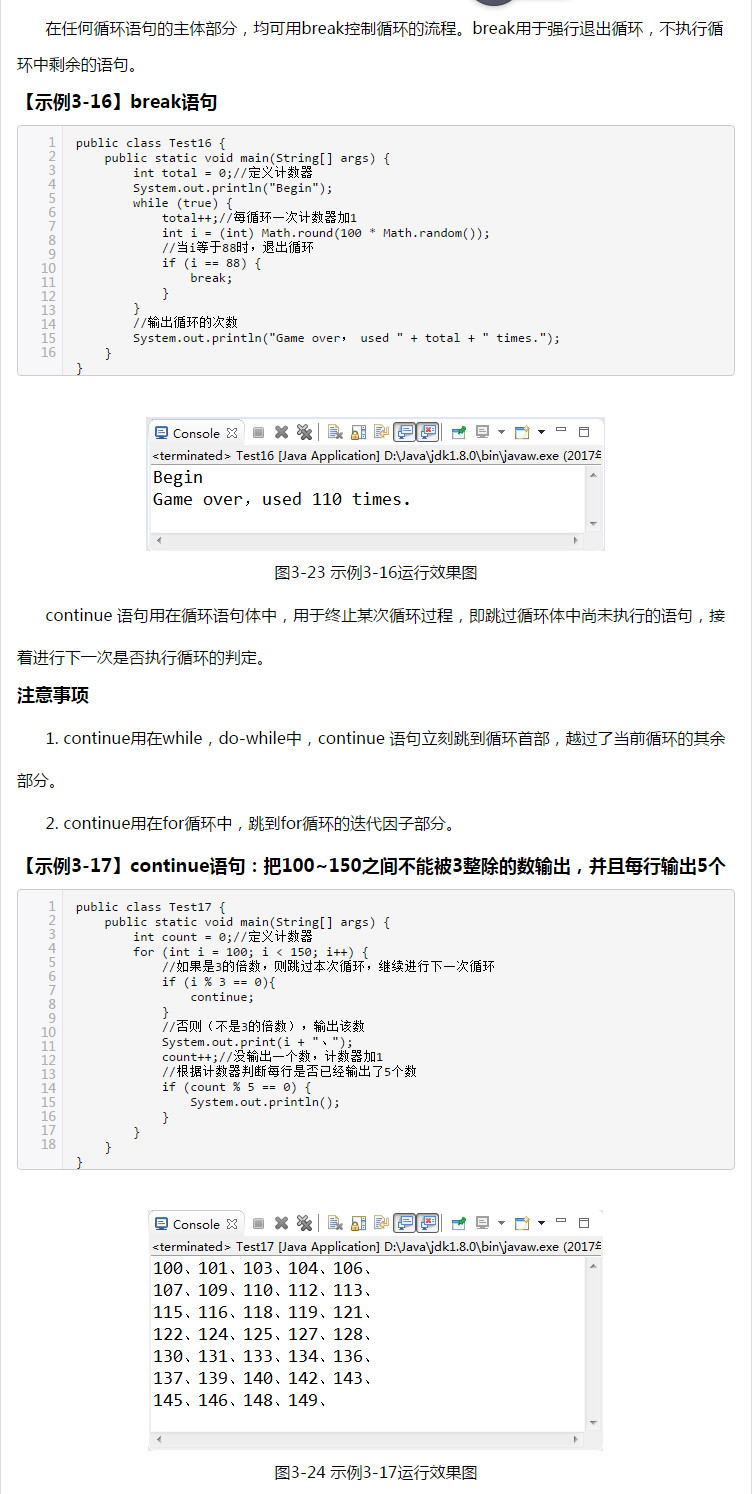 在任何循环语句的主体部分，均可用break控制循环的流程。break用于强行退出循环，不执行循
环中剩余的语句。
【示例3-16】break语句
1 public class Test16 {
2 public static void main(String[] args) {
3 int total = 0;//定义计数器
4 System.out.println("Begin");
5 while (true) {
6 total++;//每循环一次计数器加1
7 int i = (int) Math.round(100 * Math.random());
8 //当i等于88时，退出循环
9 if (i == 88) {
10 break;
11 }
12 }
13 //输出循环的次数
14 System.out.println("Game over， used " + total + " times.");
15 }
16 }
Console
<terminated> Test16 [Java Application] D:\Java\jdk1.8.0\bin\javaw.exe (2017年
Begin
Game over，used 110 times.
图3-23 示例3-16运行效果图
continue 语句用在循环语句体中，用于终止某次循环过程，即跳过循环体中尚未执行的语句，接
着进行下一次是否执行循环的判定。
注意事项
1. continue用在while，do-while中，continue 语句立刻跳到循环首部，越过了当前循环的其余
部分。
2. continue用在for循环中，跳到for循环的迭代因子部分。
【示例3-17】continue语句：把100~150之间不能被3整除的数输出，并且每行输出5个
1 public class Test17 {
2 public static void main(String[] args) {
3 int count = 0;//定义计数器
4 for (int i = 100; i < 150; i++) {
5 //如果是3的倍数，则跳过本次循环，继续进行下一次循环
6 if (i % 3 == 0){
7 continue;
8 }
9 //否则（不是3的倍数），输出该数
10 System.out.print(i + "、");
11 count++;//没输出一个数，计数器加1
12 //根据计数器判断每行是否已经输出了5个数
13 if (count % 5 == 0) {
14 System.out.println();
15 }
16 }
17 }
18 }
Console
<terminated> Test17 [Java Application] D:\Java\jdk1.8.0\bin\javaw.exe (2017年
100、101、103、104、106、
107、109、110、112、113、
115、116、118、119、121、
122、124、125、127、128、
130、131、133、134、136、
137、139、140、142、143、
145、146、148、149、
图3-24 示例3-17运行效果图